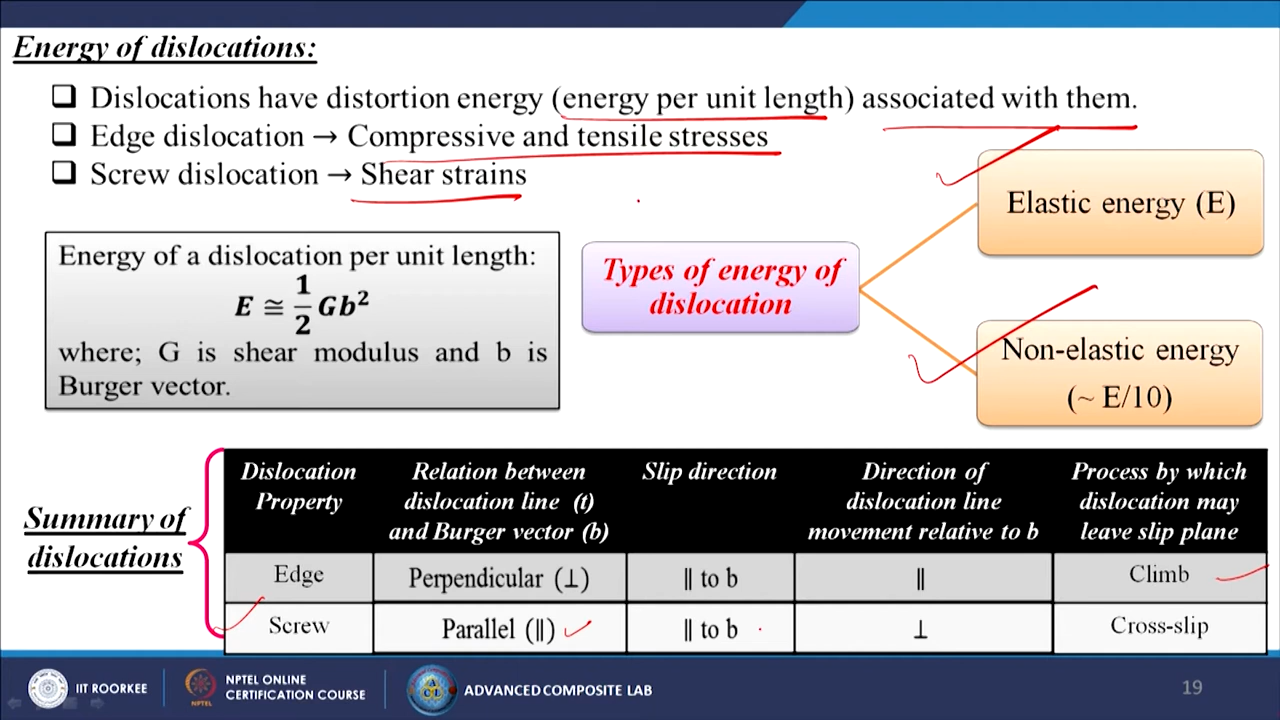 Energy of dislocations:
❑ Dislocations have distortion energy (energy per unit length) associated with them.
❑ Edge dislocation → Compressive and tensile stresses
❑ Screw dislocation → Shear strains
Energy of a dislocation per unit length:
E ≅ 1/2 Gb²
where; G is shear modulus and b is
Burger vector.
Types of energy of
dislocation
Elastic energy (E)
Non-elastic energy
(~ E/10)
Summary of
dislocations
Dislocation
Property
Relation between
dislocation line (t)
and Burger vector (b)
Slip direction
Direction of
dislocation line
movement relative to b
Process by which
dislocation may
leave slip plane
Edge
Perpendicular (⊥)
∥ to b
∥
Climb
Screw
Parallel (∥)
∥ to b
⊥
Cross-slip
IIT ROORKEE
NPTEL ONLINE
CERTIFICATION COURSE
NPTEL
ADVANCED COMPOSITE LAB
19